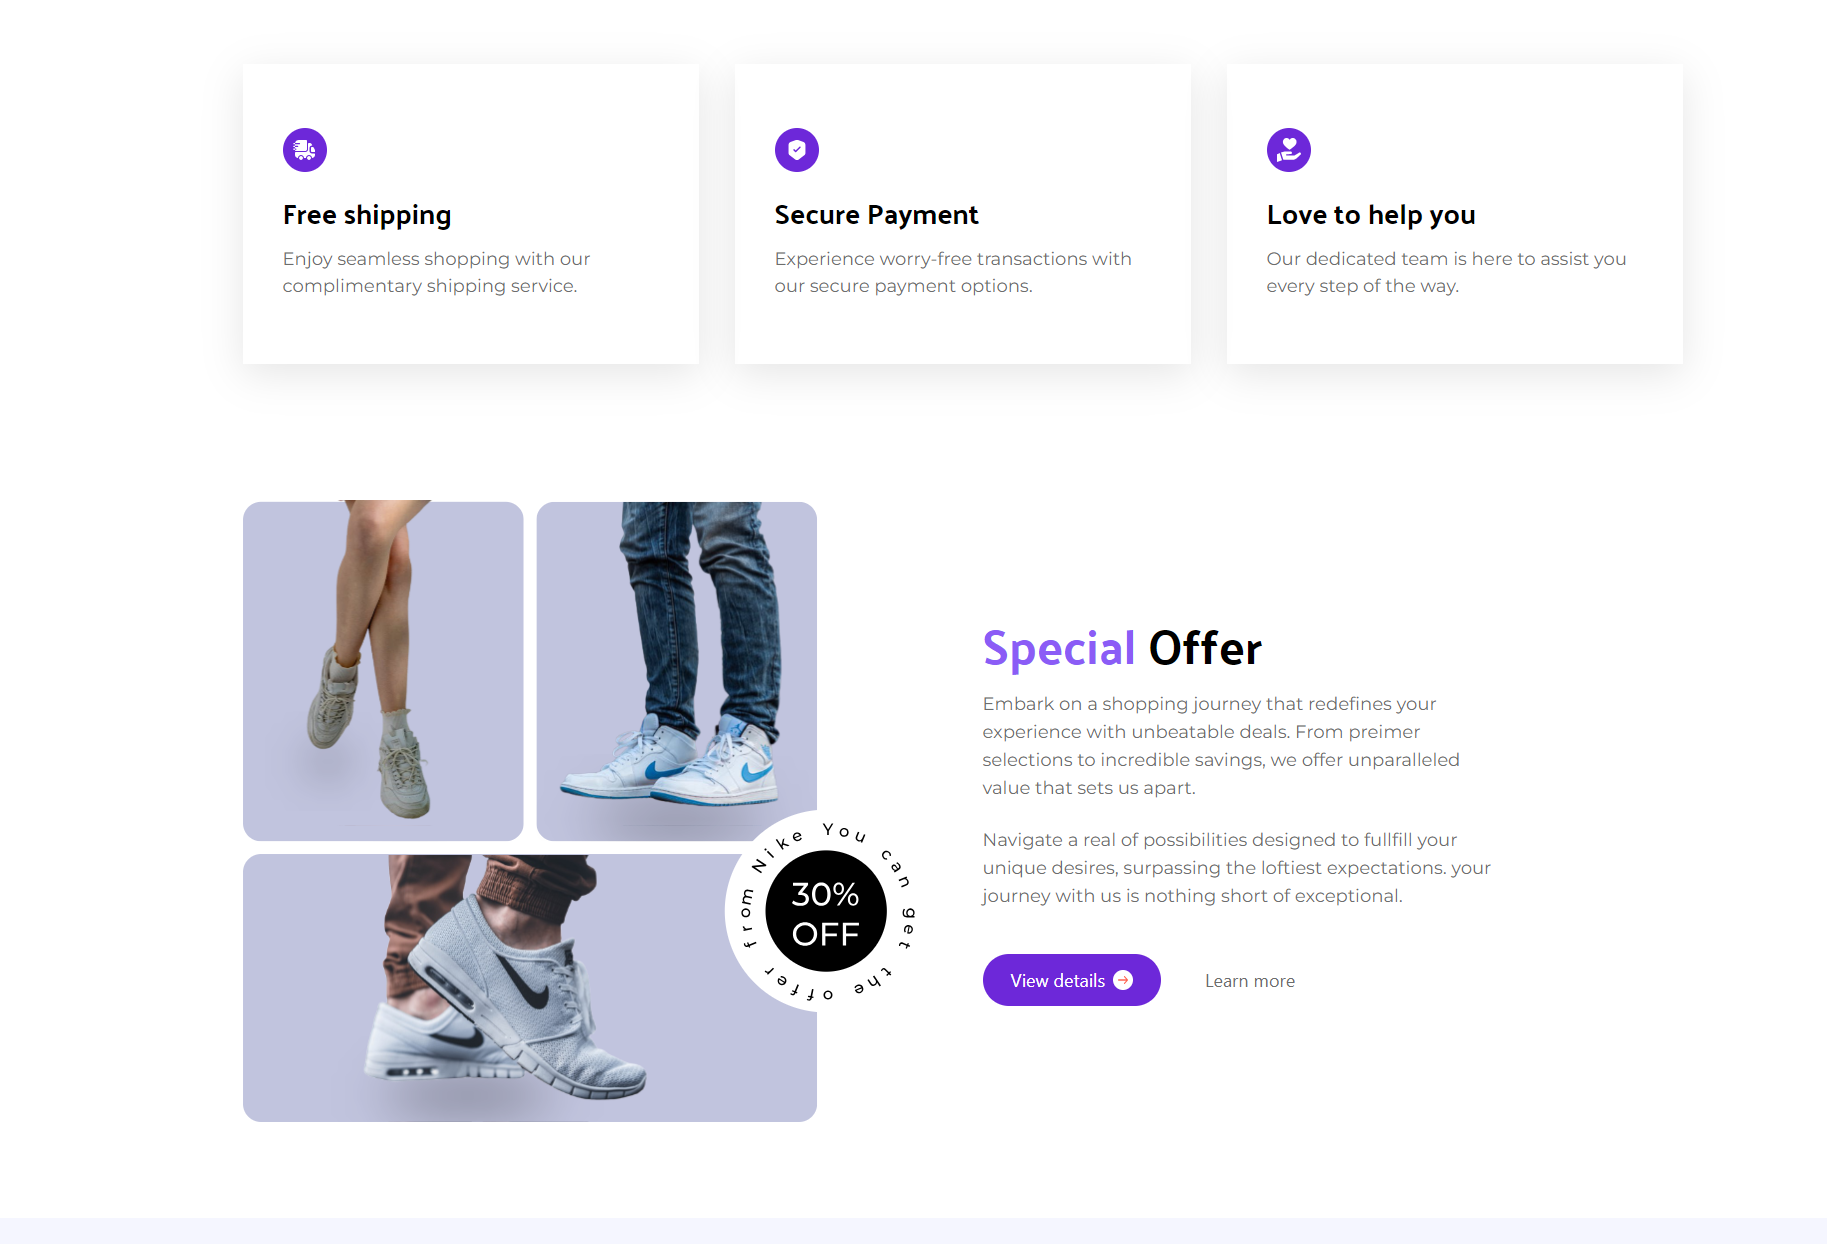 Free shipping
Enjoy seamless shopping with our
complimentary shipping service.
Secure Payment
Experience worry-free transactions with
our secure payment options.
Love to help you
Our dedicated team is here to assist you
every step of the way.
You can get the offer from Nike
30%
OFF
Special Offer
Embark on a shopping journey that redefines your
experience with unbeatable deals. From preimer
selections to incredible savings, we offer unparalleled
value that sets us apart.
Navigate a real of possibilities designed to fullfill your
unique desires, surpassing the loftiest expectations. your
journey with us is nothing short of exceptional.
View details
Learn more